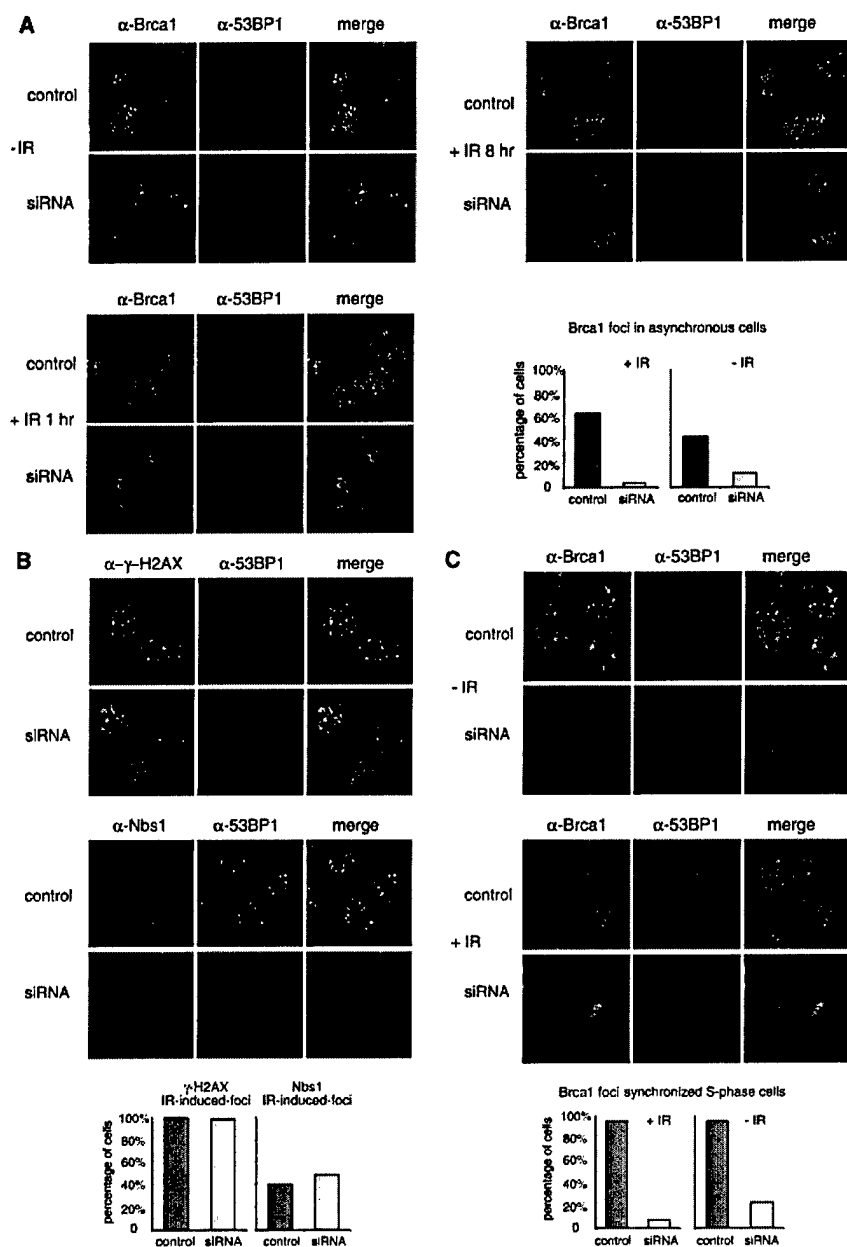 A
α-Brca1 α-53BP1 merge
control
- IR
siRNA
α-Brca1 α-53BP1 merge
control
+ IR 8 hr
siRNA
α-Brca1 α-53BP1 merge
control
+ IR 1 hr
siRNA
Brca1 foci in asynchronous cells
percentage of cells
100%
80%
60%
40%
20%
0
+ IR
- IR
control siRNA control siRNA
B
α-γ-H2AX α-53BP1 merge
control
siRNA
α-Nbs1 α-53BP1 merge
control
siRNA
γ-H2AX
IR-induced-foci
Nbs1
IR-induced-foci
percentage of cells
100%
80%
60%
40%
20%
0
control siRNA control siRNA
C
α-Brca1 α-53BP1 merge
control
- IR
siRNA
α-Brca1 α-53BP1 merge
control
+ IR
siRNA
Brca1 foci synchronized S-phase cells
percentage of cells
100%
80%
60%
40%
20%
0
+ IR
- IR
control siRNA control siRNA